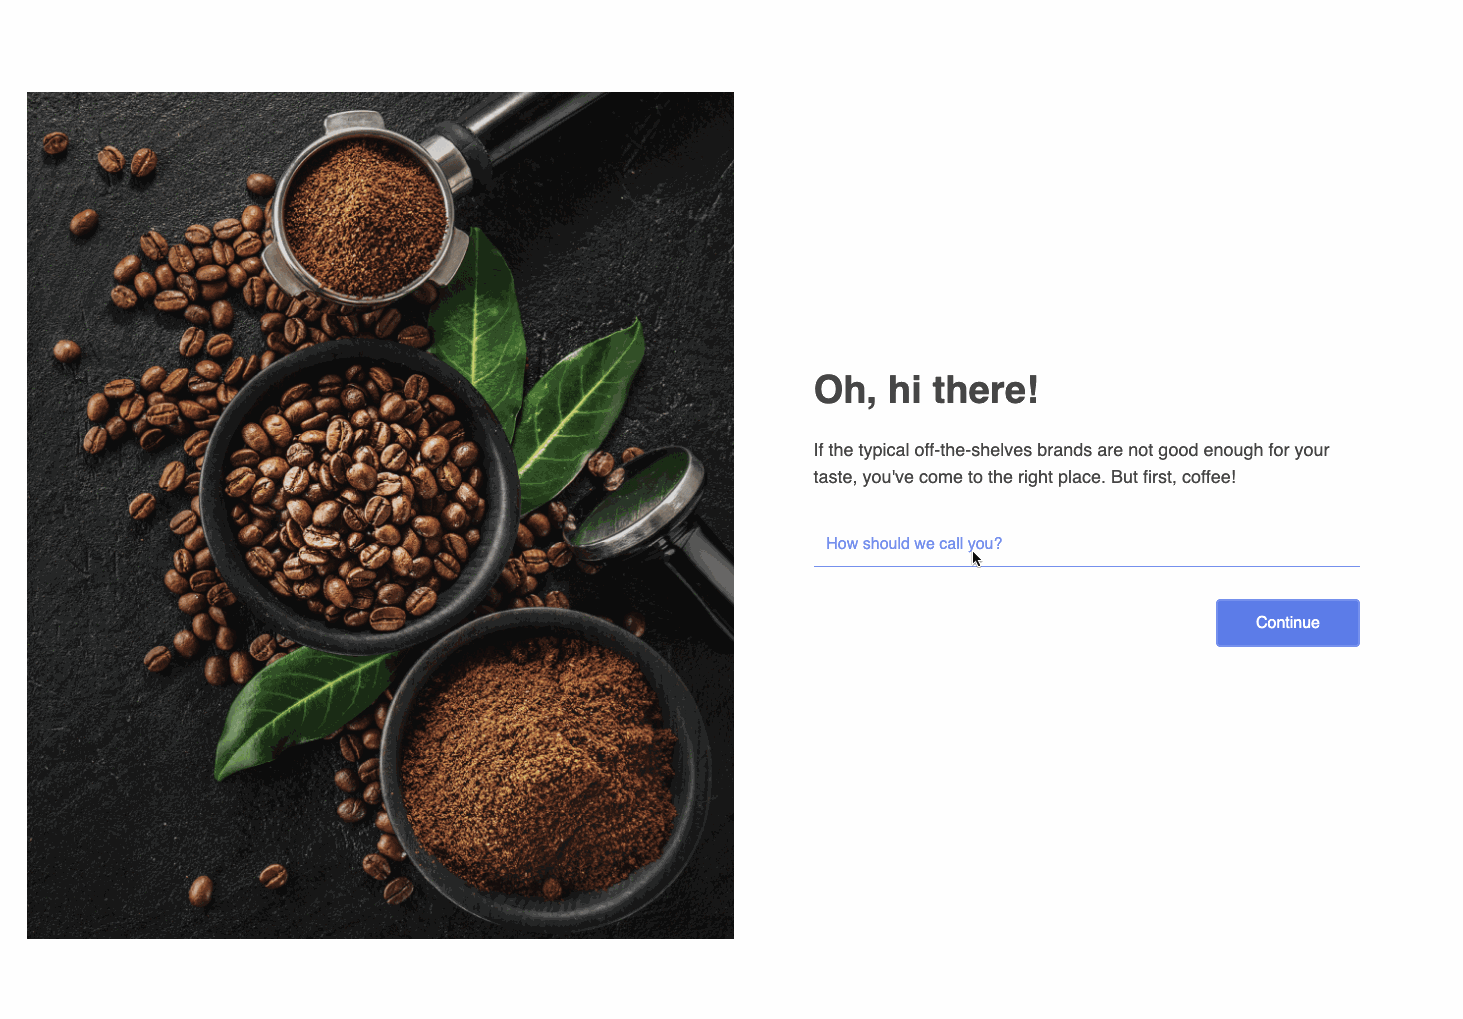 Oh, hi there!
If the typical off-the-shelves brands are not good enough for your
taste, you've come to the right place. But first, coffee!
How should we call you?
Continue